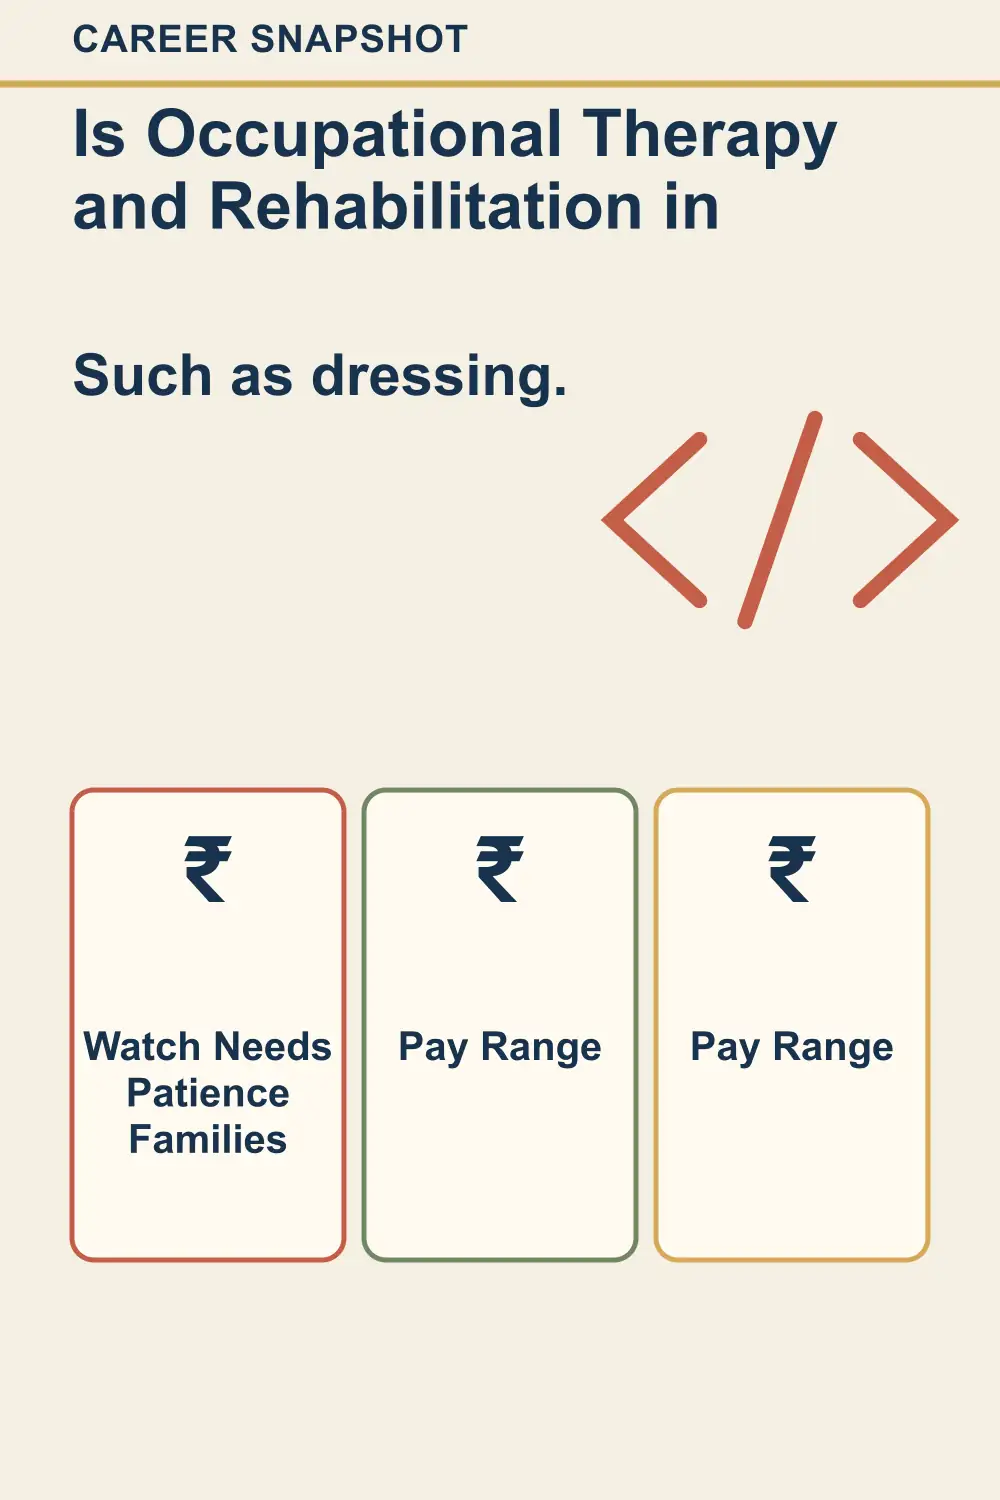 CAREER SNAPSHOT
Is Occupational Therapy
and Rehabilitation in
Such as dressing.
</>
₹ ₹ ₹
Watch Needs
Patience
Families
Pay Range
Pay Range